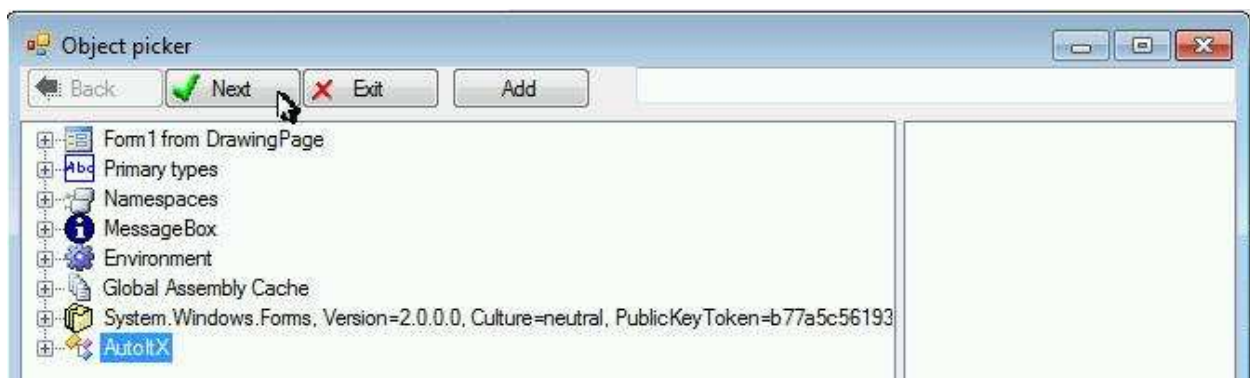 Object picker
Back Next Exit Add
Form1 from DrawingPage
Abc Primary types
Namespaces
MessageBox
Environment
Global Assembly Cache
System.Windows.Forms, Version=2.0.0.0, Culture=neutral, PublicKeyToken=b77a5c56193
AutoItX